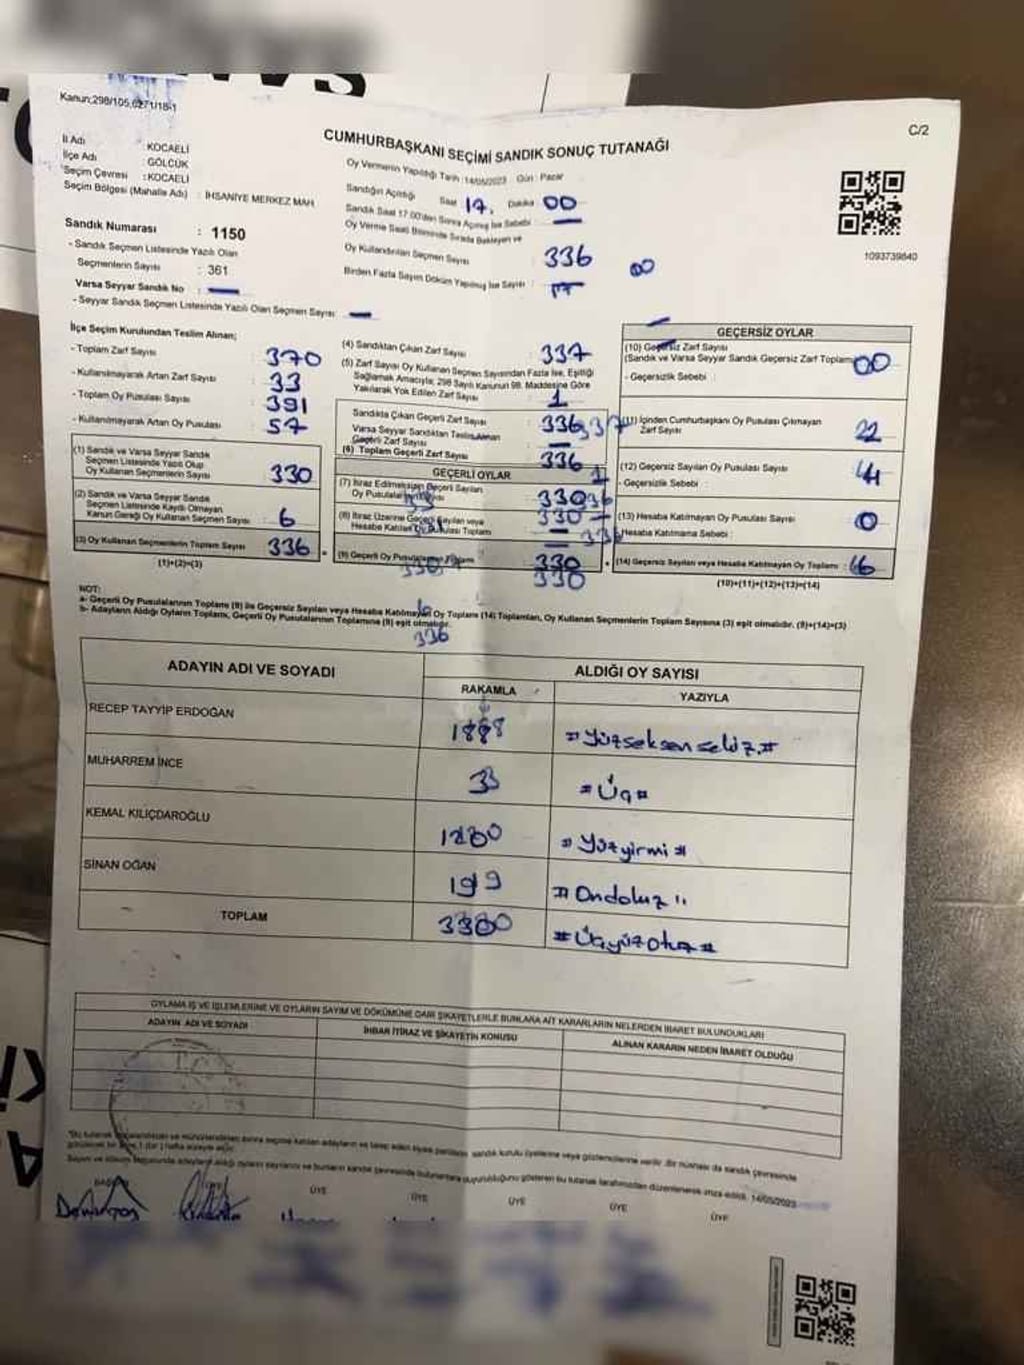 Kanun:298/105,6271/18-1
C/2
CUMHURBAŞKANI SEÇİMİ SANDIK SONUÇ TUTANAĞI
İl Adı : KOCAELİ
İlçe Adı : GÖLCÜK
Seçim Çevresi : KOCAELİ
Seçim Bölgesi (Mahalle Adı) : İHSANİYE MERKEZ MAH.
Oy Vermenin Yapıldığı Tarih :14/05/2023 Gün: Pazar
Sandığın Açıldığı Saat 17, Dakika 00
Sandık Saat 17.00'den Sonra Açılmış İse Sebebi : —
Oy Verme Saati Bitiminde Sırada Bekleyen ve
Oy Kullandırılan Seçmen Sayısı : 336
Birden Fazla Sayım Döküm Yapılmış İse Sayısı :
00
1093739840
Sandık Numarası : 1150
- Sandık Seçmen Listesinde Yazılı Olan
Seçmenlerin Sayısı : 361
Varsa Seyyar Sandık No : —
- Seyyar Sandık Seçmen Listesinde Yazılı Olan Seçmen Sayısı: —
İlçe Seçim Kurulundan Teslim Alınan;
- Toplam Zarf Sayısı : 370
- Kullanılmayarak Artan Zarf Sayısı : 33
- Toplam Oy Pusulası Sayısı : 391
- Kullanılmayarak Artan Oy Pusulası : 57
(1) Sandık ve Varsa Seyyar Sandık
Seçmen Listesinde Yazılı Olup
Oy Kullanan Seçmenlerin Sayısı : 330
(2) Sandık ve Varsa Seyyar Sandık
Seçmen Listesinde Kayıtlı Olmayan
Kanun Gereği Oy Kullanan Seçmen Sayısı : 6
(3) Oy Kullanan Seçmenlerin Toplam Sayısı : 336
(1)+(2)=(3)
(4) Sandıktan Çıkan Zarf Sayısı : 337
(5) Zarf Sayısı Oy Kullanan Seçmen Sayısından Fazla İse, Eşitliği
Sağlamak Amacıyla; 298 Sayılı Kanunun 98. Maddesine Göre
Yakılarak Yok Edilen Zarf Sayısı : 1
Sandıkta Çıkan Geçerli Zarf Sayısı : 336 337
Varsa Seyyar Sandıktan Teslim Alınan
Geçerli Zarf Sayısı : —
(6) Toplam Geçerli Zarf Sayısı : 336
1
GEÇERLİ OYLAR
(7) İtiraz Edilmeksizin Geçerli Sayılan
Oy Pusulalarının Toplamı : 330 336
(8) İtiraz Üzerine Geçerli Sayılan veya
Hesaba Katılan Oy Pusulası Toplamı : 330 —
336
(9) Geçerli Oy Pusulalarının Toplamı : 330
330
GEÇERSİZ OYLAR
(10) Geçersiz Zarf Sayısı
(Sandık ve Varsa Seyyar Sandık Geçersiz Zarf Toplamı) : 00
- Geçersizlik Sebebi :
(11) İçinden Cumhurbaşkanı Oy Pusulası Çıkmayan
Zarf Sayısı : 22
(12) Geçersiz Sayılan Oy Pusulası Sayısı : 4
- Geçersizlik Sebebi :
(13) Hesaba Katılmayan Oy Pusulası Sayısı : 0
Hesaba Katılmama Sebebi :
(14) Geçersiz Sayılan veya Hesaba Katılmayan Oy Toplamı : 6
(10)+(11)+(12)+(13)=(14)
NOT:
a- Geçerli Oy Pusulalarının Toplamı (9) ile Geçersiz Sayılan veya Hesaba Katılmayan Oy Toplamı (14) Toplamları, Oy Kullanan Seçmenlerin Toplam Sayısına (3) eşit olmalıdır. (9)+(14)=(3)
b- Adayların Aldığı Oyların Toplamı, Geçerli Oy Pusulalarının Toplamına (9) eşit olmalıdır.
336
ADAYIN ADI VE SOYADI
ALDIĞI OY SAYISI
RAKAMLA
YAZIYLA
RECEP TAYYİP ERDOĞAN 188 # Yüzseksensekiz #
MUHARREM İNCE 3 # Üç #
KEMAL KILIÇDAROĞLU 120 # Yüzyirmi #
SİNAN OĞAN 19 # Ondokuz "
TOPLAM 330 # Üçyüzotuz #
OYLAMA İŞ VE İŞLEMLERİNE VE OYLARIN SAYIM VE DÖKÜMÜNE DAİR ŞİKAYETLERLE BUNLARA AİT KARARLARIN NELERDEN İBARET BULUNDUKLARI
ADAYIN ADI VE SOYADI
İHBAR İTİRAZ VE ŞİKAYETİN KONUSU
ALINAN KARARIN NEDEN İBARET OLDUĞU
T.C.
ÜYE
ÜYE
ÜYE
ÜYE
ÜYE